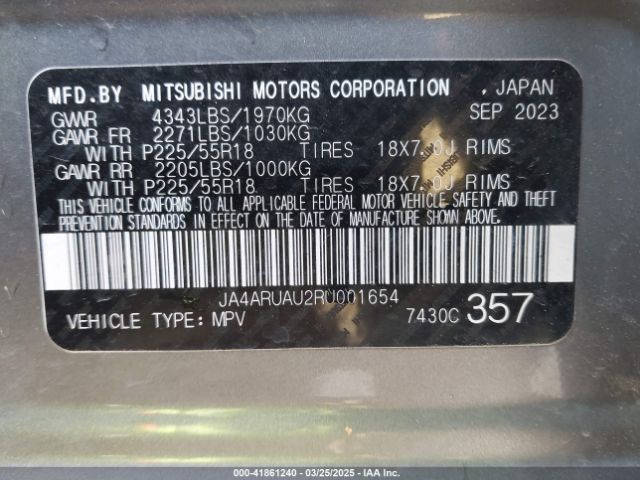 MFD.BY MITSUBISHI MOTORS CORPORATION , JAPAN
GVWR 4343LBS/1970KG SEP 2023
GAWR FR 2271LBS/1030KG
WITH P225/55R18 TIRES 18X7.0J RIMS
GAWR RR 2205LBS/1000KG
WITH P225/55R18 TIRES 18X7.0J RIMS
THIS VEHICLE CONFORMS TO ALL APPLICABLE FEDERAL MOTOR VEHICLE SAFETY AND THEFT
PREVENTION STANDARDS IN EFFECT ON THE DATE OF MANUFACTURE SHOWN ABOVE.
JA4ARUAU2RU001654
VEHICLE TYPE: MPV 7430C 357
000-41861240 - 03/25/2025 - IAA Inc.